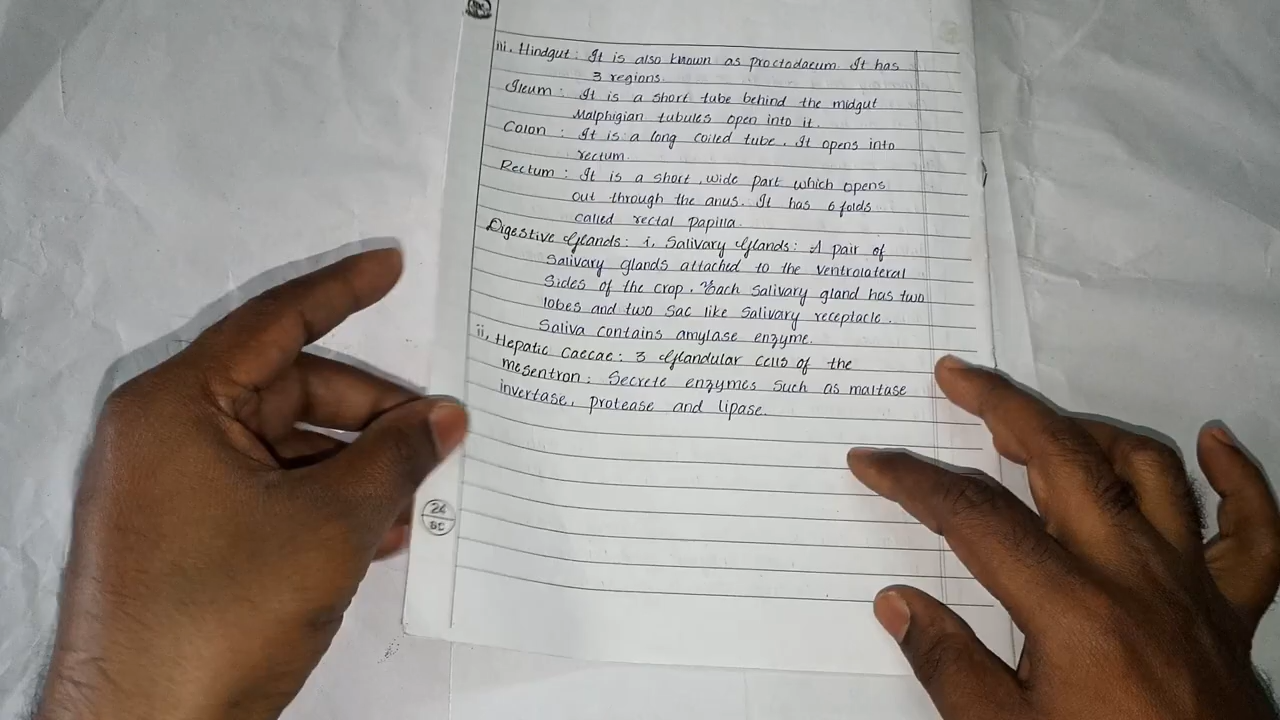 iii. Hindgut: It is also known as proctodaeum. It has
3 regions.
Ileum: It is a short tube behind the midgut
Malphigian tubules open into it.
Colon: It is a long coiled tube. It opens into
rectum.
Rectum: It is a short, wide part which opens
out through the anus. It has 6 folds
called rectal papilla.
Digestive Glands: i, Salivary Glands: A pair of
Salivary glands attached to the ventrolateral
Sides of the crop. Each salivary gland has two
lobes and two sac like salivary receptacle.
Saliva contains amylase enzyme.
ii, Hepatic Caecae: 3 Glandular cells of the
mesentron: Secrete enzymes such as maltase
invertase, protease and lipase.
24